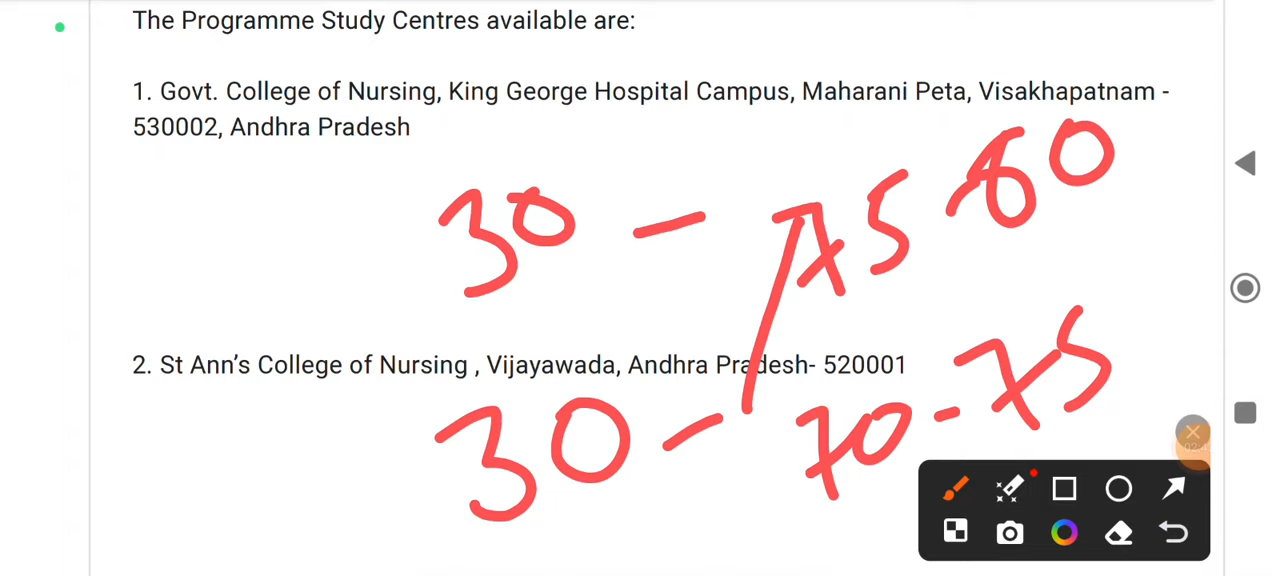 The Programme Study Centres available are:
1. Govt. College of Nursing, King George Hospital Campus, Maharani Peta, Visakhapatnam -
530002, Andhra Pradesh
30 - 75 - 80
2. St Ann’s College of Nursing , Vijayawada, Andhra Pradesh- 520001
30 - 70 - 75